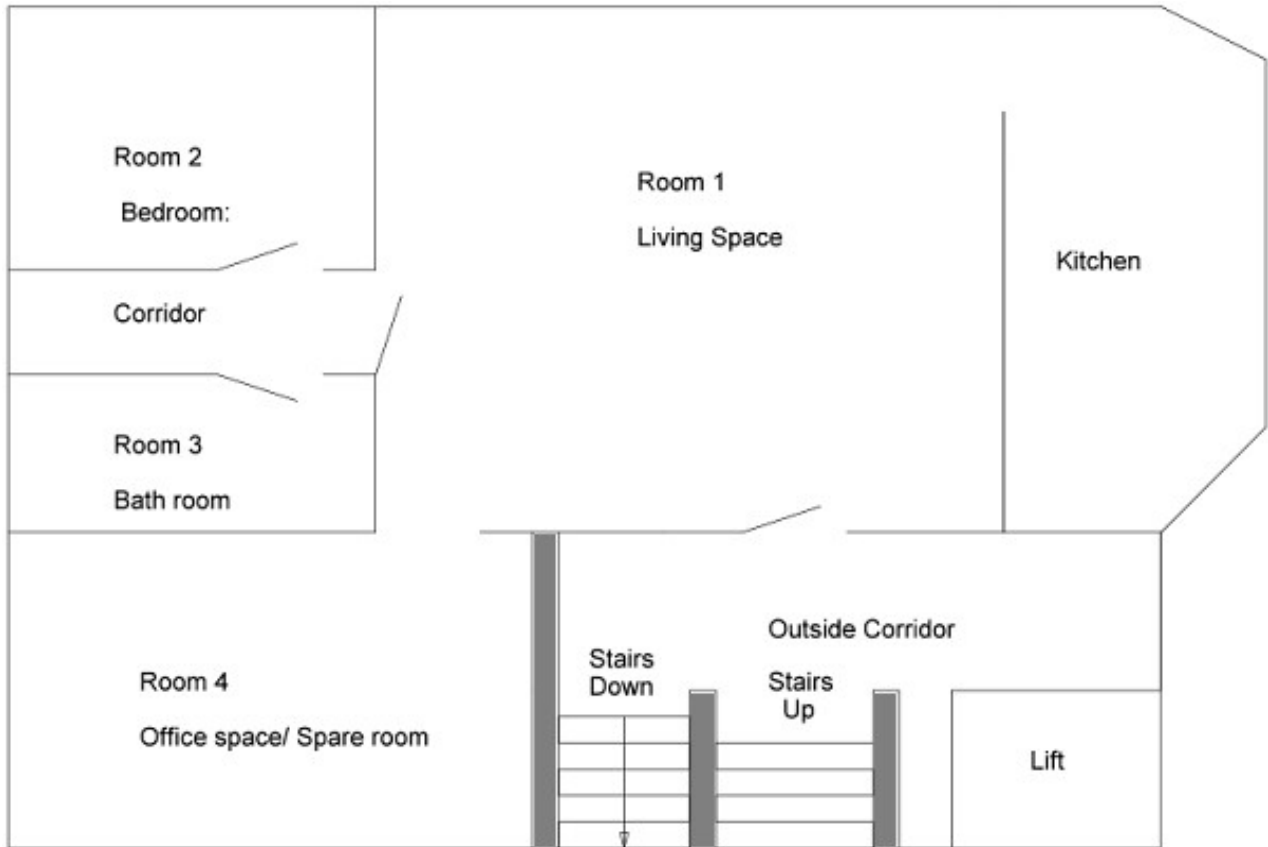 Room 2
Bedroom:
Room 1
Living Space
Kitchen
Corridor
Room 3
Bath room
Room 4
Office space/ Spare room
Stairs
Down
Outside Corridor
Stairs
Up
Lift